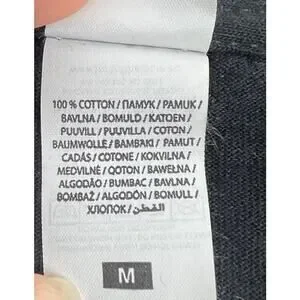 100 % COTTON / ПАМУК / PAMUK /
BAVLNA / BOMULD / KATOEN /
PUUVILL / PUUVILLA / COTON /
BAUMWOLLE / BAMBAKI / PAMUT /
CADÁS / COTONE / KOKVILNA /
MEDVILNĖ / QOTON / BAWEŁNA /
ALGODÃO / BUMBAC / BAVLNA /
BOMBAŽ / ALGODÓN / BOMULL /
ХЛОПОК / القطن /
M